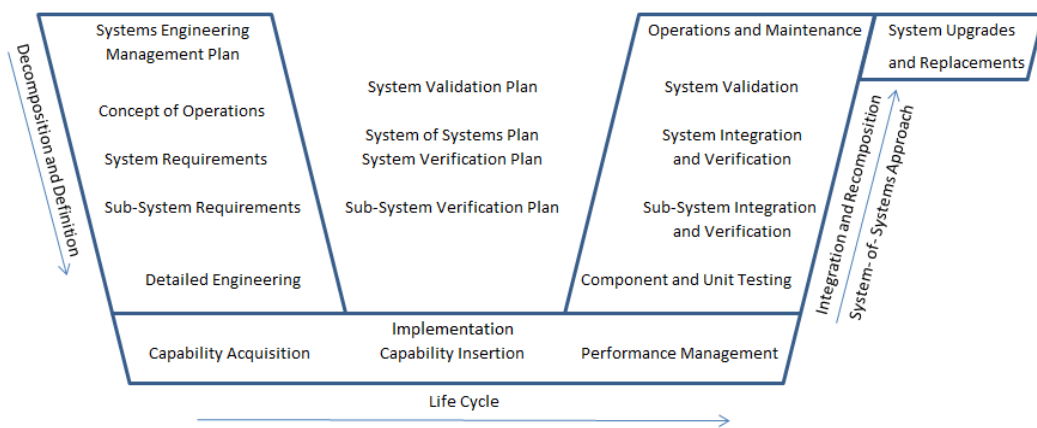 Systems Engineering
Management Plan
Concept of Operations
System Requirements
Sub-System Requirements
Detailed Engineering
Decomposition and Definition
System Validation Plan
System of Systems Plan
System Verification Plan
Sub-System Verification Plan
Operations and Maintenance
System Validation
System Integration
and Verification
Sub-System Integration
and Verification
Component and Unit Testing
System Upgrades
and Replacements
Integration and Recomposition
System- of- Systems Approach
Implementation
Capability Acquisition
Capability Insertion
Performance Management
Life Cycle